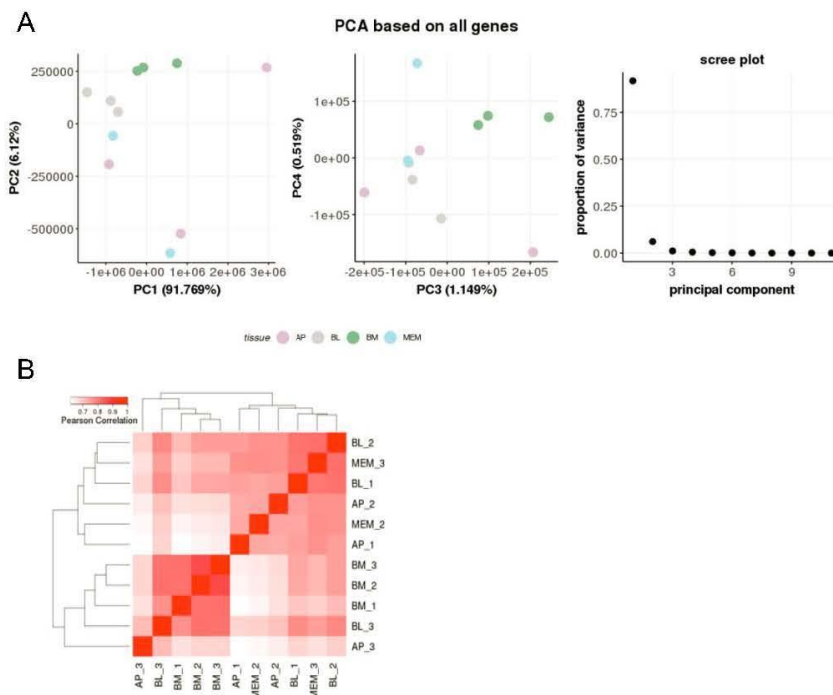 A
PCA based on all genes
250000
0
-250000
-500000
PC2 (6.12%)
-1e+06 0e+00 1e+06 2e+06 3e+06
PC1 (91.769%)
1e+05
0e+00
-1e+05
PC4 (0.519%)
-2e+05 -1e+05 0e+00 1e+05 2e+05
PC3 (1.149%)
scree plot
0.75
0.50
0.25
0.00
proportion of variance
3 6 9
principal component
tissue AP BL BM MEM
B
0.7 0.8 0.9 1
Pearson Correlation
BL_2
MEM_3
BL_1
AP_2
MEM_2
AP_1
BM_3
BM_2
BM_1
BL_3
AP_3
AP_3 BL_3 BM_1 BM_2 BM_3 AP_1 MEM_2 AP_2 BL_1 MEM_3 BL_2